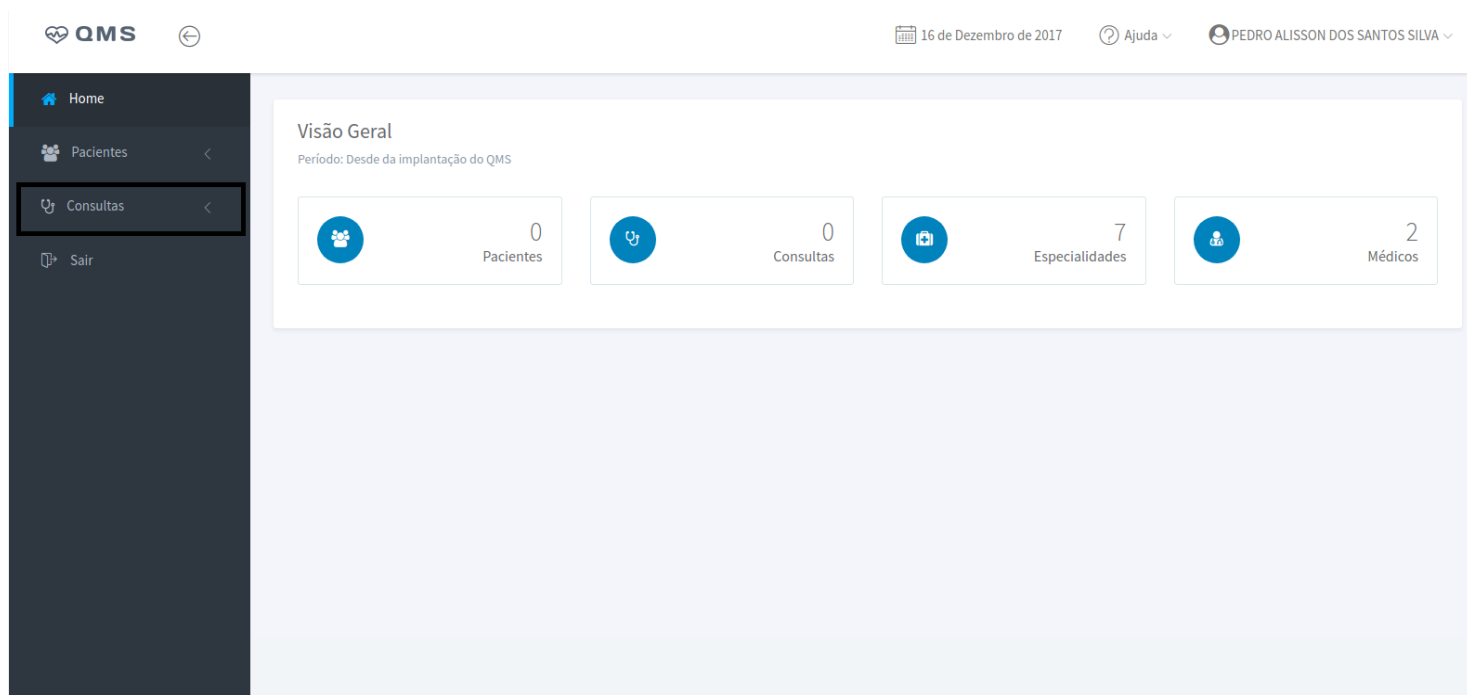 QMS
16 de Dezembro de 2017
Ajuda
PEDRO ALISSON DOS SANTOS SILVA
Home
Pacientes
Consultas
Sair
Visão Geral
Período: Desde da implantação do QMS
0
Pacientes
0
Consultas
7
Especialidades
2
Médicos